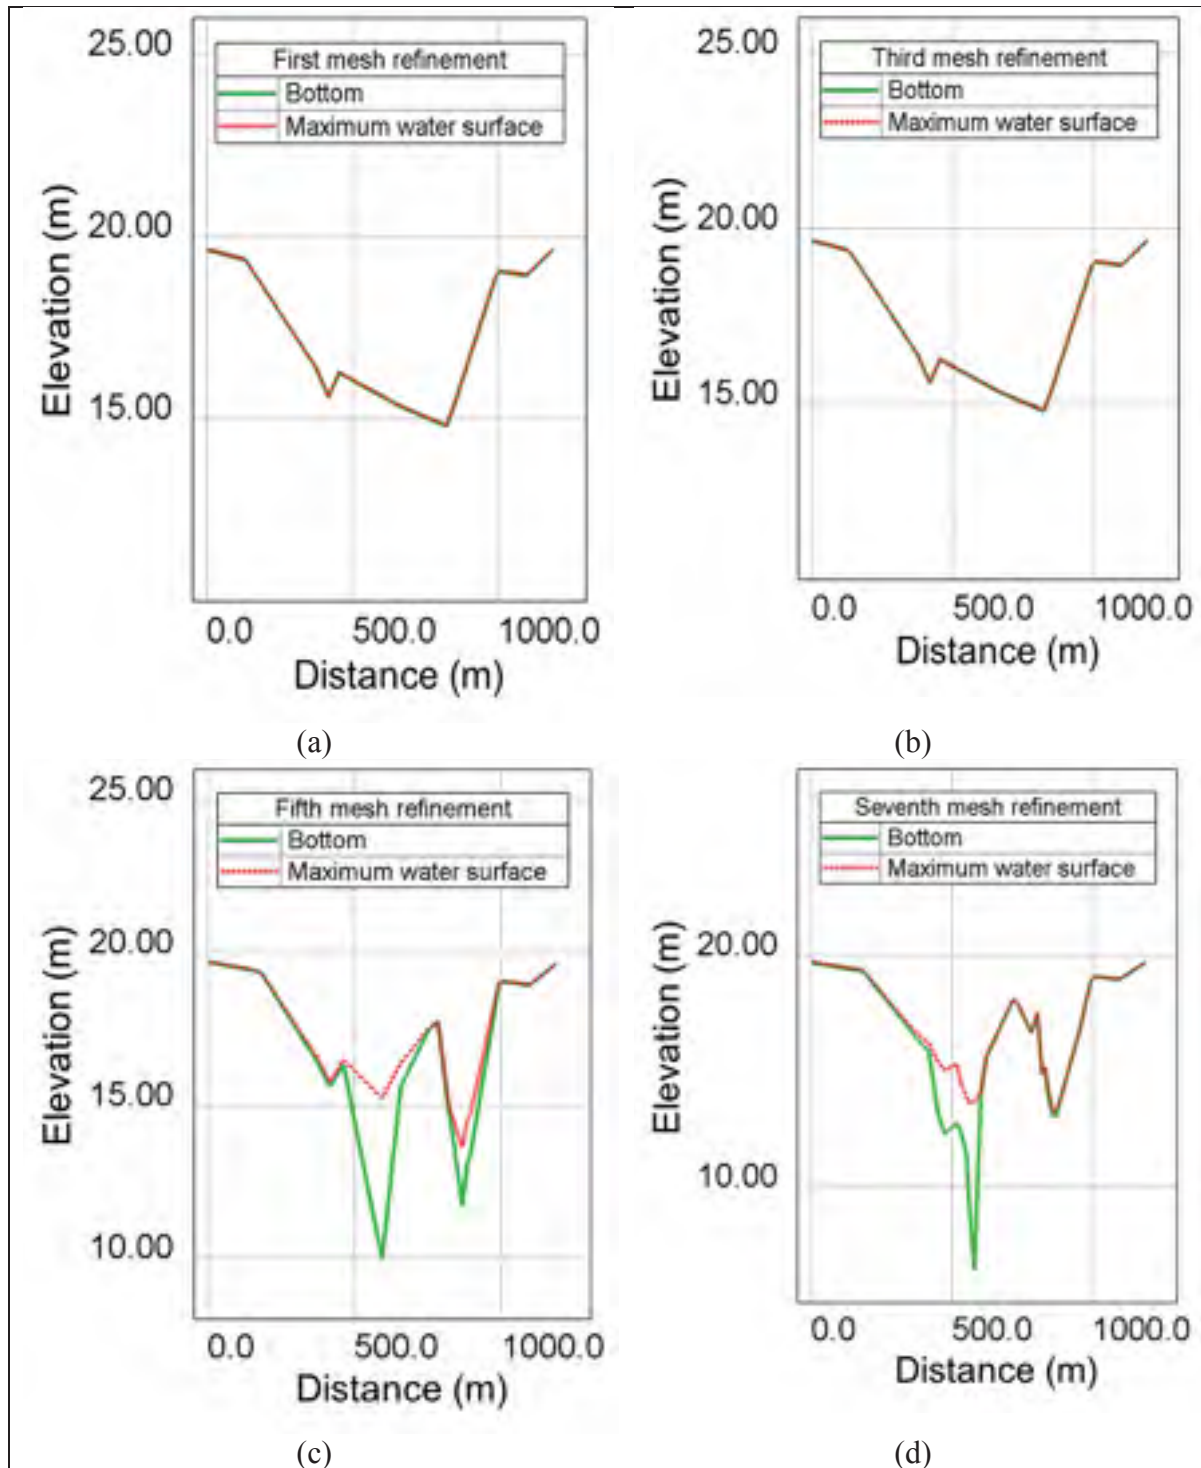 25.00
First mesh refinement
Bottom
Maximum water surface
20.00
15.00
Elevation (m)
0.0 500.0 1000.0
Distance (m)
(a)
25.00
Third mesh refinement
Bottom
Maximum water surface
20.00
15.00
Elevation (m)
0.0 500.0 1000.0
Distance (m)
(b)
25.00
Fifth mesh refinement
Bottom
Maximum water surface
20.00
15.00
10.00
Elevation (m)
0.0 500.0 1000.0
Distance (m)
(c)
Seventh mesh refinement
Bottom
Maximum water surface
20.00
10.00
Elevation (m)
0.0 500.0 1000.0
Distance (m)
(d)